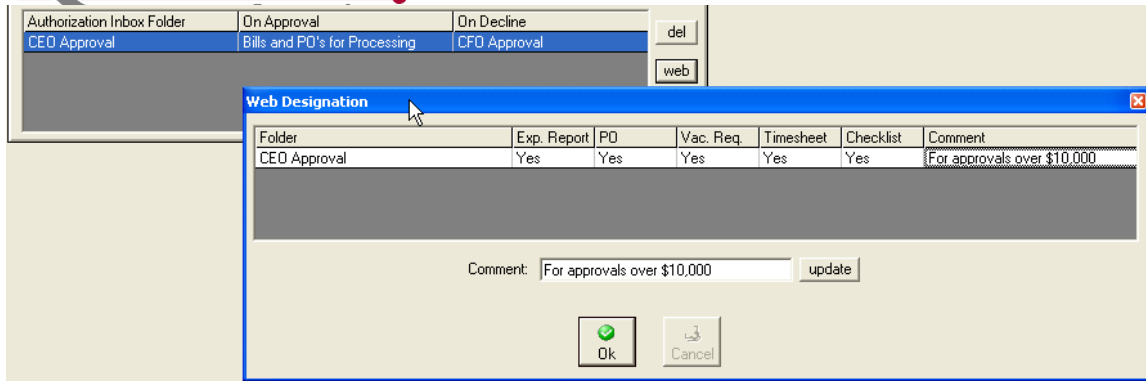 Authorization Inbox Folder On Approval On Decline
CEO Approval Bills and PO's for Processing CFO Approval
del
web
Web Designation
Folder Exp. Report PO Vac. Req. Timesheet Checklist Comment
CEO Approval Yes Yes Yes Yes Yes For approvals over $10,000
Comment: For approvals over $10,000 update
Ok Cancel